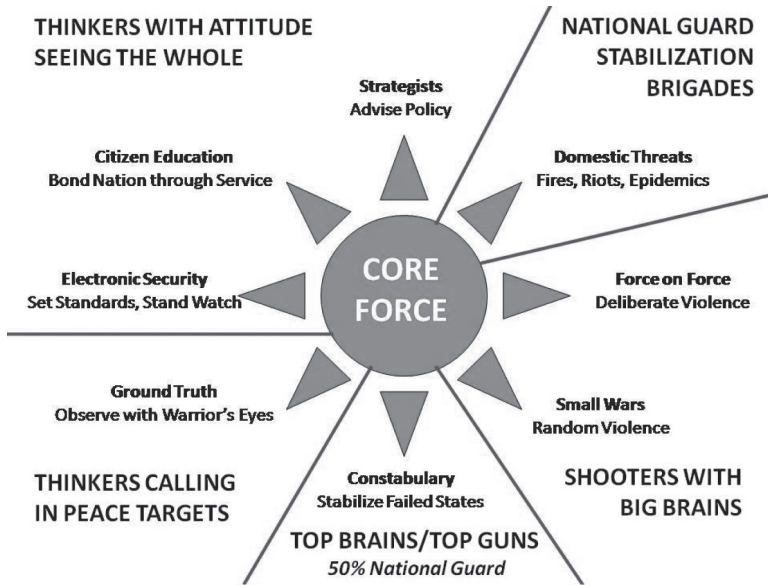 THINKERS WITH ATTITUDE
SEEING THE WHOLE
NATIONAL GUARD
STABILIZATION
BRIGADES
Strategists
Advise Policy
Citizen Education
Bond Nation through Service
Domestic Threats
Fires, Riots, Epidemics
CORE
FORCE
Electronic Security
Set Standards, Stand Watch
Force on Force
Deliberate Violence
Ground Truth
Observe with Warrior's Eyes
Small Wars
Random Violence
THINKERS CALLING
IN PEACE TARGETS
Constabulary
Stabilize Failed States
SHOOTERS WITH
BIG BRAINS
TOP BRAINS/TOP GUNS
50% National Guard